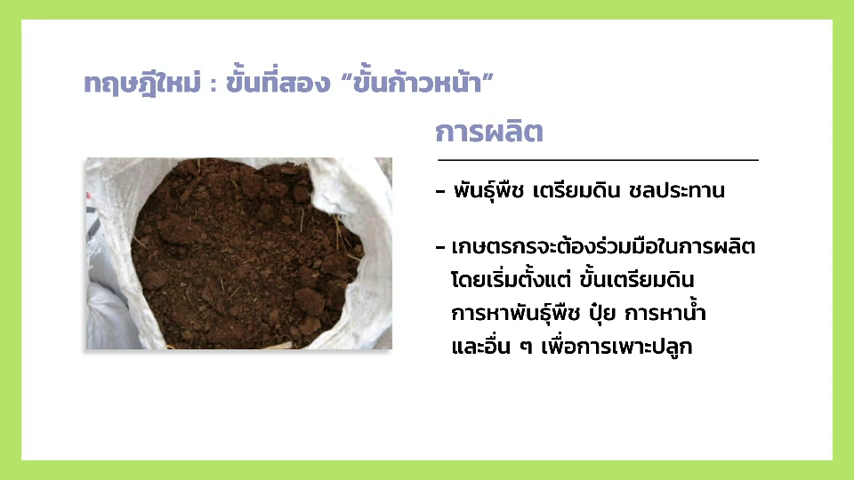 ทฤษฎีใหม่ : ขั้นที่สอง “ขั้นก้าวหน้า”
การผลิต
- พันธุ์พืช เตรียมดิน ชลประทาน
- เกษตรกรจะต้องร่วมมือในการผลิต
โดยเริ่มตั้งแต่ ขั้นเตรียมดิน
การหาพันธุ์พืช ปุ๋ย การหาน้ำ
และอื่น ๆ เพื่อการเพาะปลูก